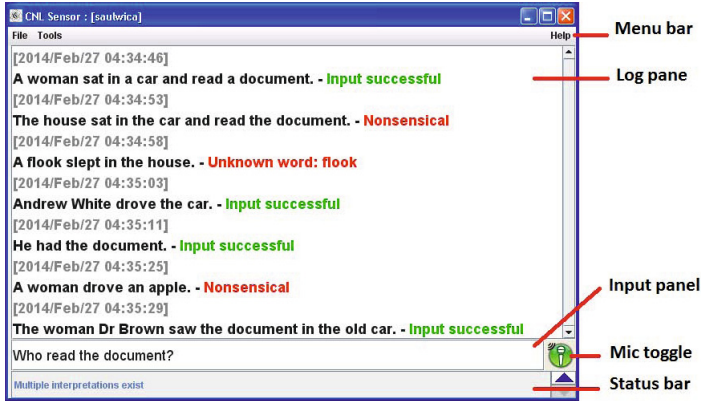 CNL Sensor : [saulwica]
File Tools Help
Menu bar
[2014/Feb/27 04:34:46]
A woman sat in a car and read a document. - Input successful
Log pane
[2014/Feb/27 04:34:53]
The house sat in the car and read the document. - Nonsensical
[2014/Feb/27 04:34:58]
A flook slept in the house. - Unknown word: flook
[2014/Feb/27 04:35:03]
Andrew White drove the car. - Input successful
[2014/Feb/27 04:35:11]
He had the document. - Input successful
[2014/Feb/27 04:35:25]
A woman drove an apple. - Nonsensical
Input panel
[2014/Feb/27 04:35:29]
The woman Dr Brown saw the document in the old car. - Input successful
Who read the document?
Mic toggle
Multiple interpretations exist
Status bar